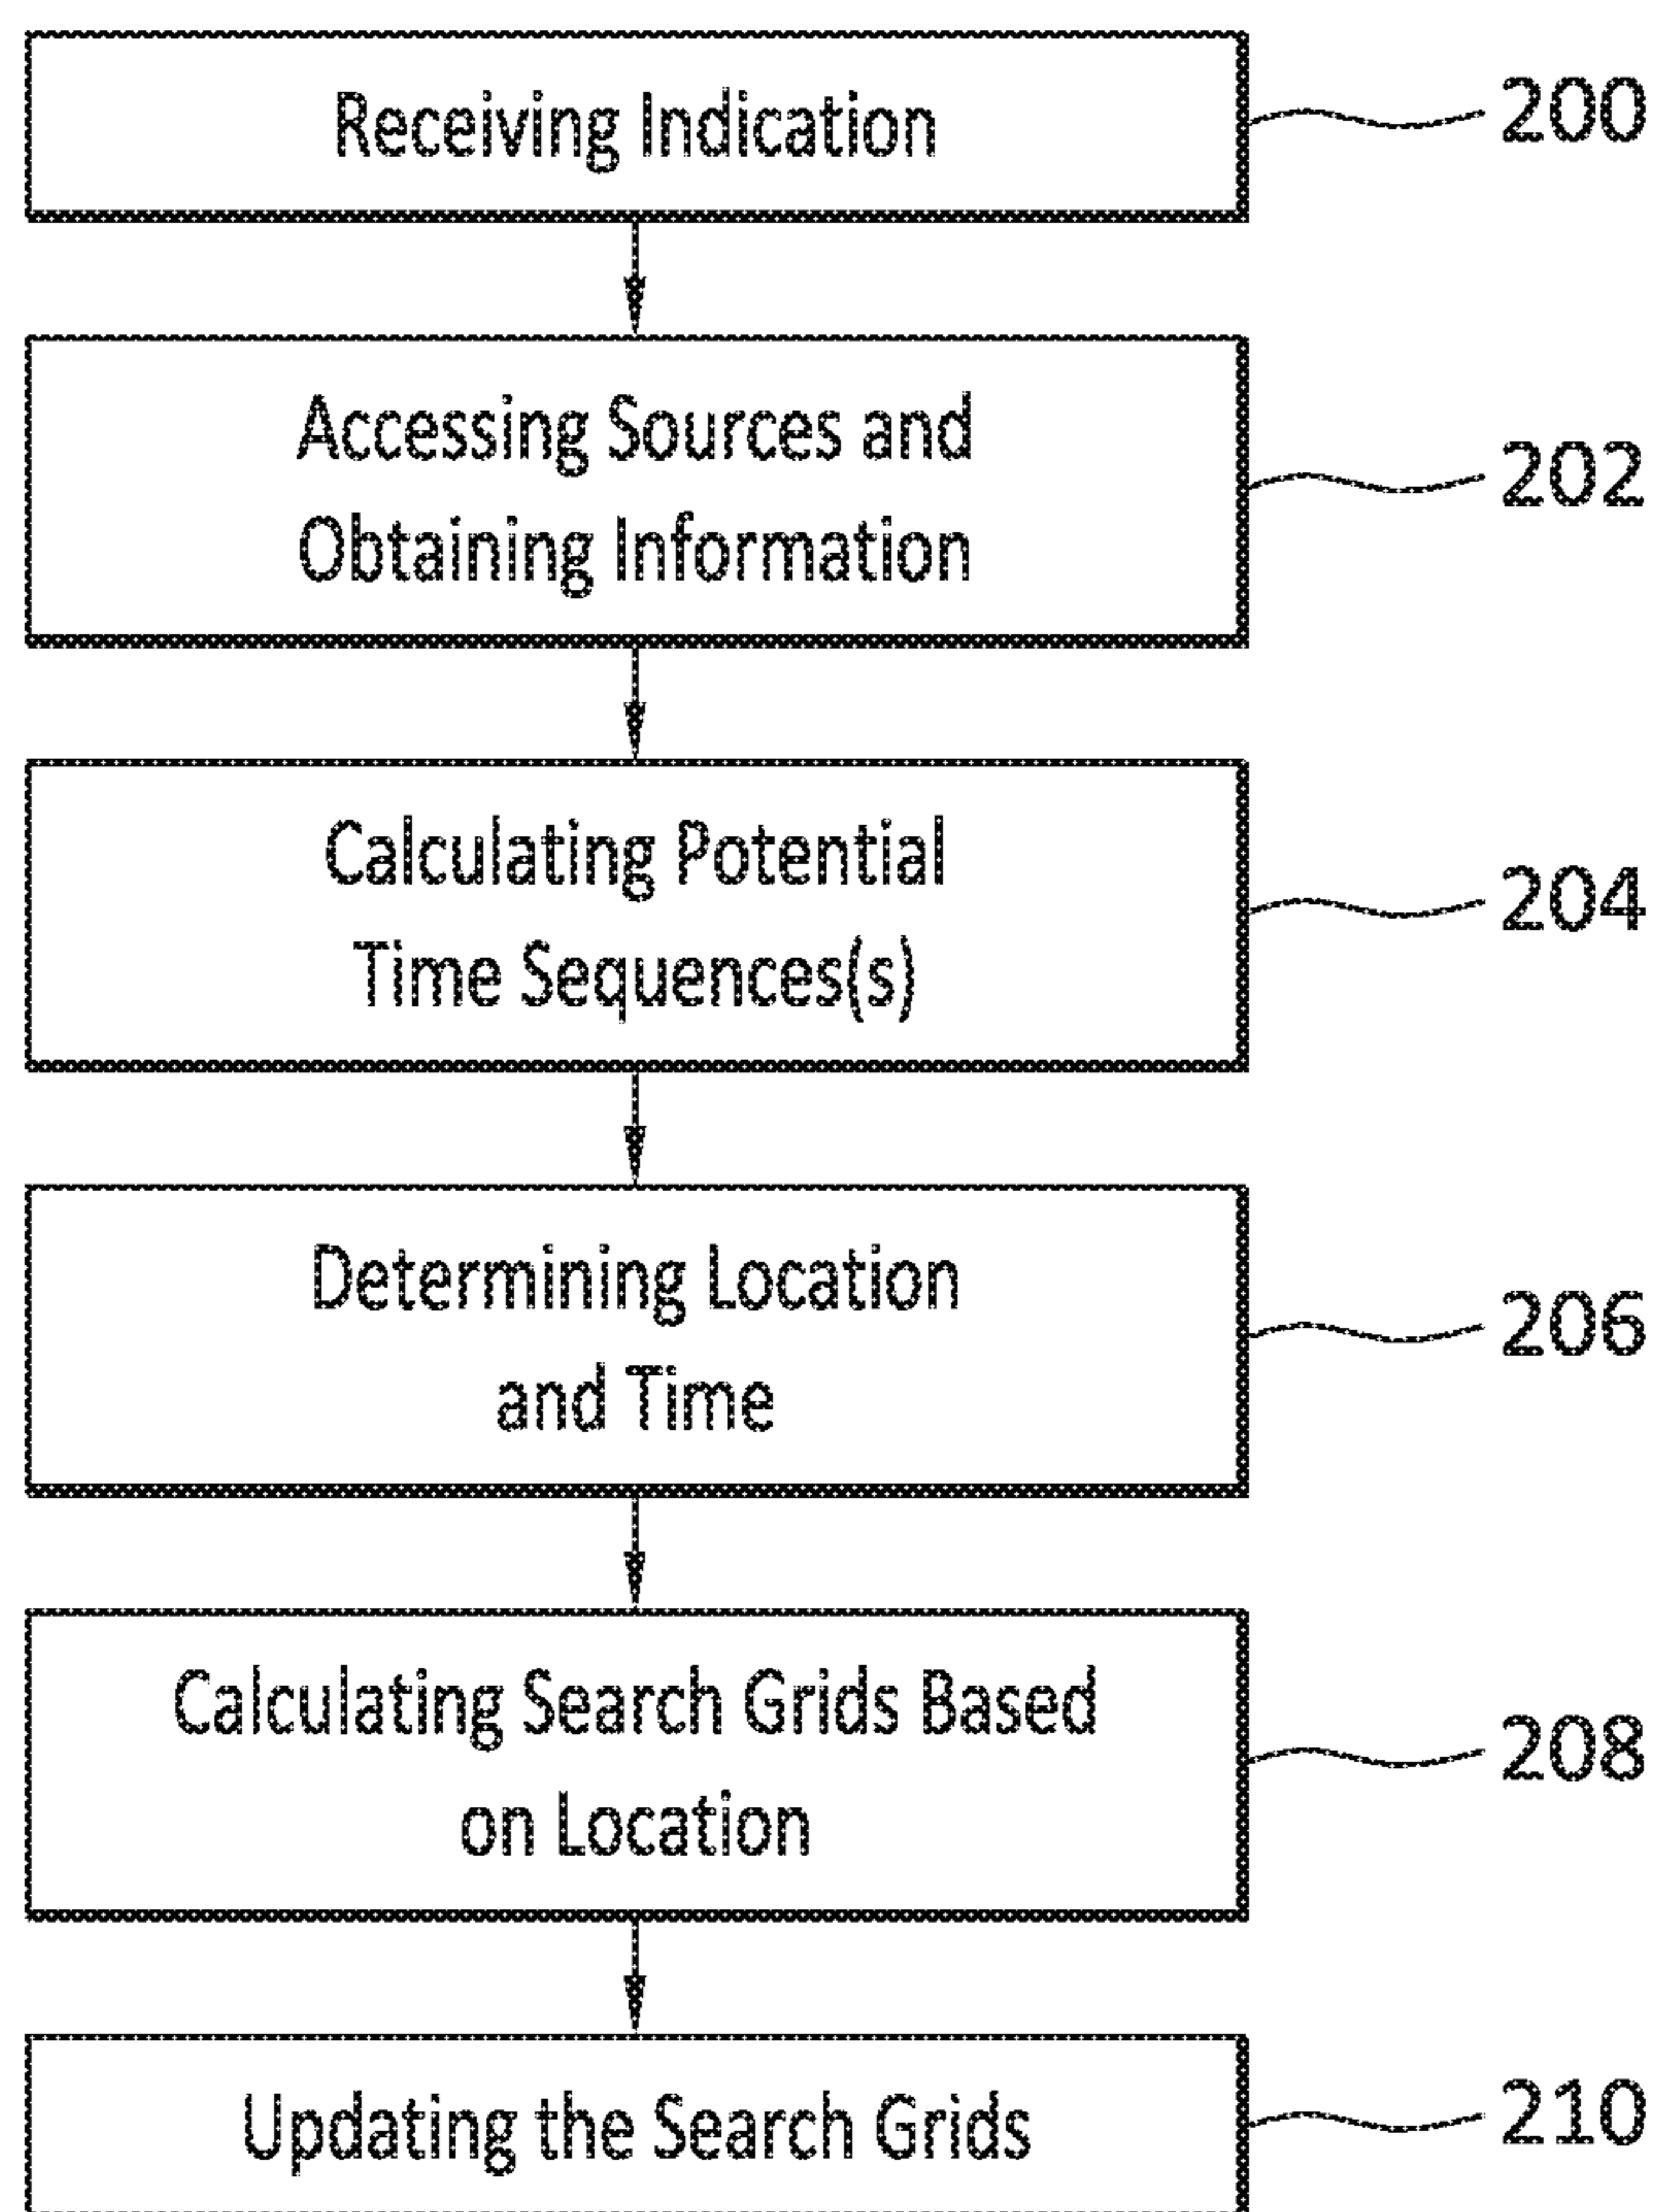 Receiving Indication
200
Accessing Sources and
Obtaining Information
202
Calculating Potential
Time Sequences(s)
204
Determining Location
and Time
206
Calculating Search Grids Based
on Location
208
Updating the Search Grids
210